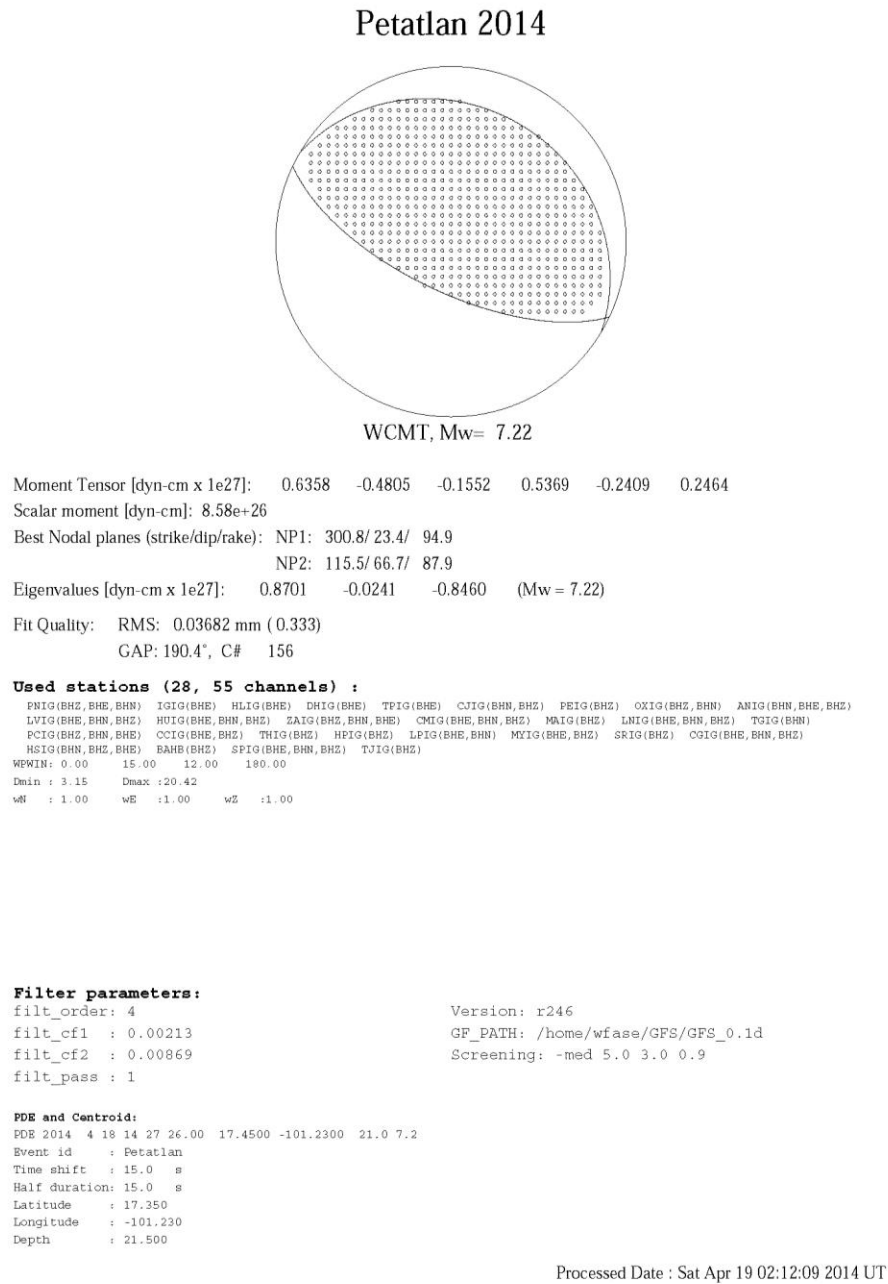 Petatlan 2014
WCMT, Mw= 7.22
Moment Tensor [dyn-cm x 1e27]: 0.6358 -0.4805 -0.1552 0.5369 -0.2409 0.2464
Scalar moment [dyn-cm]: 8.58e+26
Best Nodal planes (strike/dip/rake): NP1: 300.8/ 23.4/ 94.9
NP2: 115.5/ 66.7/ 87.9
Eigenvalues [dyn-cm x 1e27]: 0.8701 -0.0241 -0.8460 (Mw = 7.22)
Fit Quality: RMS: 0.03682 mm ( 0.333)
GAP: 190.4°, C# 156
Used stations (28, 55 channels) :
PNIG(BHZ,BHE,BHN) IGIG(BHE) HLIG(BHE) DHIG(BHE) TPIG(BHE) CJIG(BHN,BHZ) PEIG(BHZ) OXIG(BHZ,BHN) ANIG(BHN,BHE,BHZ)
LVIG(BHE,BHN,BHZ) HUIG(BHE,BHN,BHZ) ZAIG(BHZ,BHN,BHE) CMIG(BHE,BHN,BHZ) MAIG(BHZ) LNIG(BHE,BHN,BHZ) TGIG(BHN)
PCIG(BHZ,BHN,BHE) CCIG(BHE,BHZ) THIG(BHZ) HPIG(BHZ) LPIG(BHE,BHN) MYIG(BHE,BHZ) SRIG(BHZ) CGIG(BHE,BHN,BHZ)
HSIG(BHN,BHZ,BHE) BAHB(BHZ) SPIG(BHE,BHN,BHZ) TJIG(BHZ)
WPWIN: 0.00 15.00 12.00 180.00
Dmin : 3.15 Dmax :20.42
wN : 1.00 wE :1.00 wZ :1.00
Filter parameters:
filt_order: 4
filt_cf1 : 0.00213
filt_cf2 : 0.00869
filt_pass : 1
Version: r246
GF_PATH: /home/wfase/GFS/GFS_0.1d
Screening: -med 5.0 3.0 0.9
PDE and Centroid:
PDE 2014 4 18 14 27 26.00 17.4500 -101.2300 21.0 7.2
Event id : Petatlan
Time shift : 15.0 s
Half duration: 15.0 s
Latitude : 17.350
Longitude : -101.230
Depth : 21.500
Processed Date : Sat Apr 19 02:12:09 2014 UT